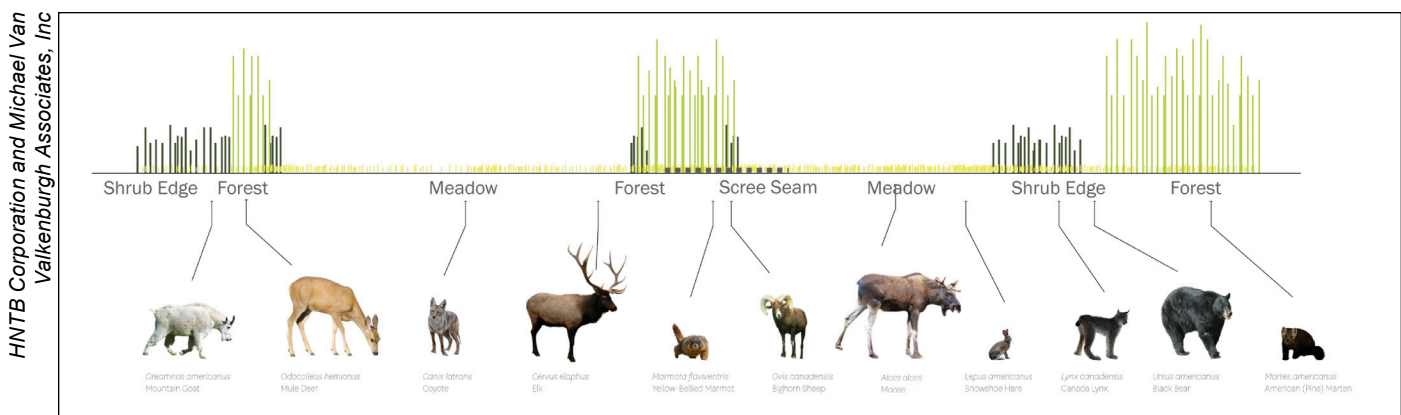 HNTB Corporation and Michael Van
Valkenburgh Associates, Inc
Shrub Edge
Forest
Meadow
Forest
Scree Seam
Meadow
Shrub Edge
Forest
Oreamnos americanus
Mountain Goat
Odocoileus hemionus
Mule Deer
Canis latrans
Coyote
Cervus elaphus
Elk
Marmota flaviventris
Yellow-Bellied Marmot
Ovis canadensis
Bighorn Sheep
Alces alces
Moose
Lepus americanus
Snowshoe Hare
Lynx canadensis
Canada Lynx
Ursus americanus
Black Bear
Martes americanus
American (Pine) Marten